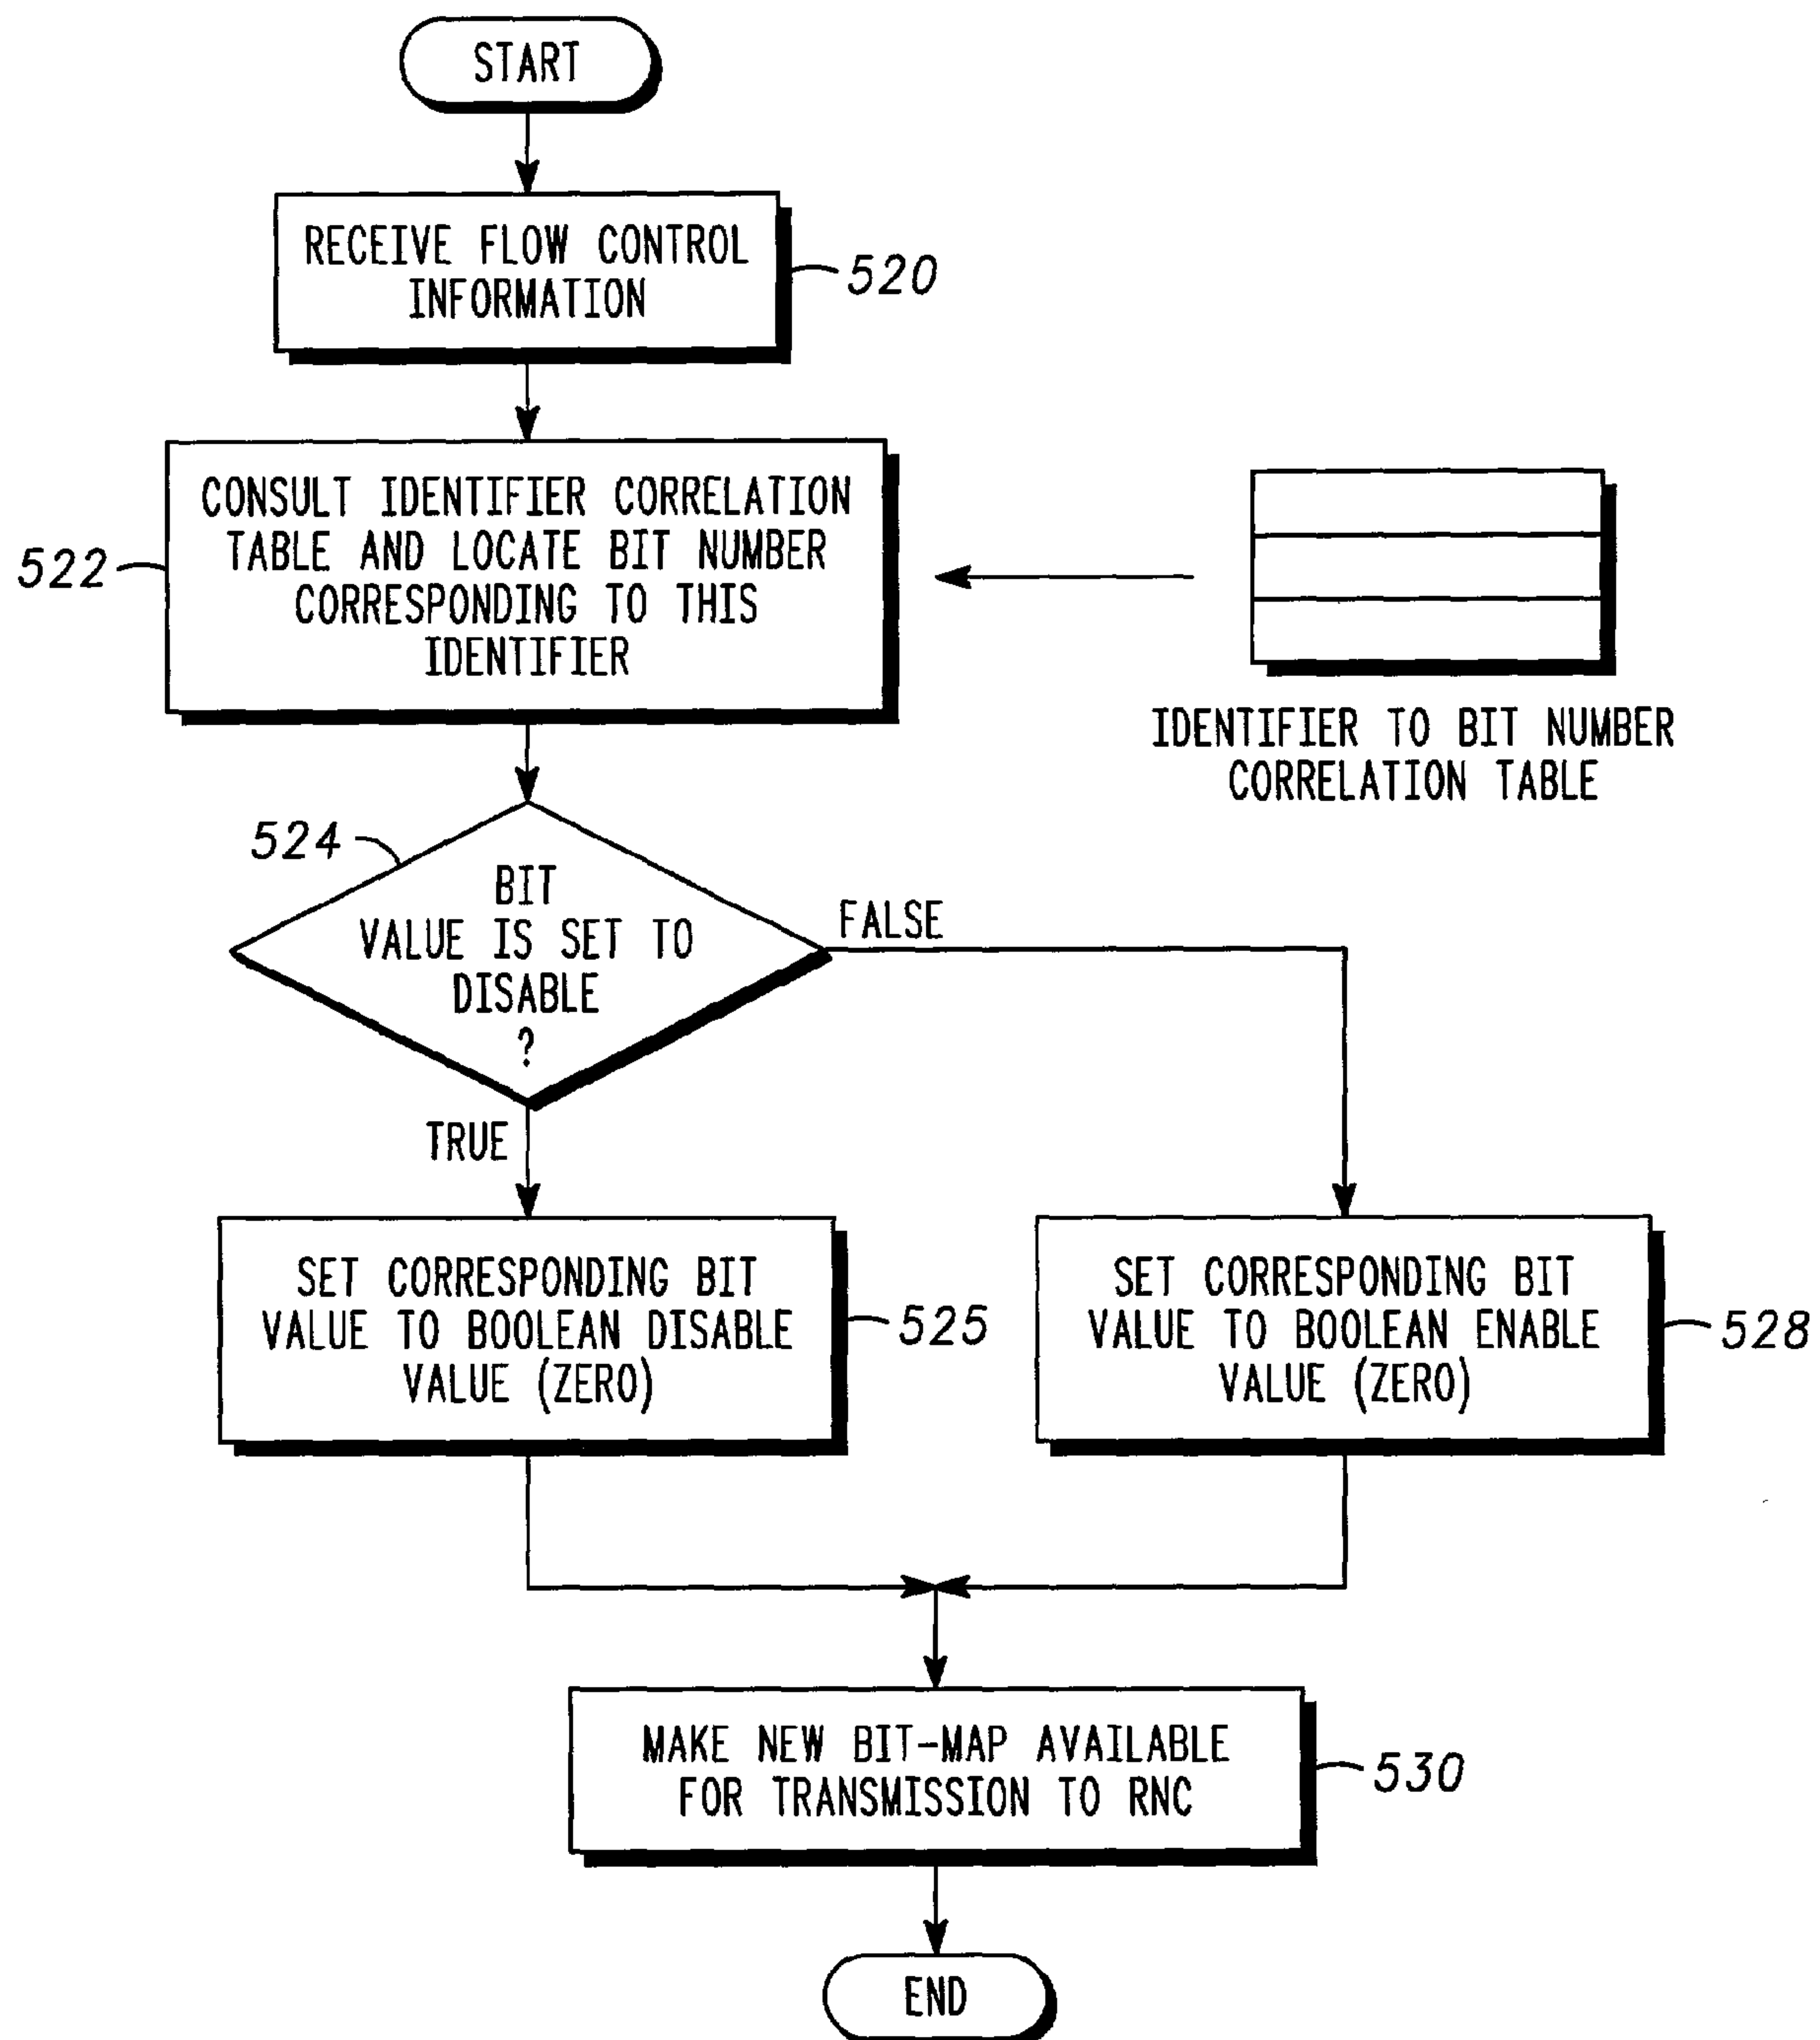 START
RECEIVE FLOW CONTROL
INFORMATION
520
CONSULT IDENTIFIER CORRELATION
TABLE AND LOCATE BIT NUMBER
CORRESPONDING TO THIS
IDENTIFIER
522
IDENTIFIER TO BIT NUMBER
CORRELATION TABLE
524
BIT
VALUE IS SET TO
DISABLE
?
FALSE
TRUE
SET CORRESPONDING BIT
VALUE TO BOOLEAN DISABLE
VALUE (ZERO)
525
SET CORRESPONDING BIT
VALUE TO BOOLEAN ENABLE
VALUE (ZERO)
528
MAKE NEW BIT-MAP AVAILABLE
FOR TRANSMISSION TO RNC
530
END